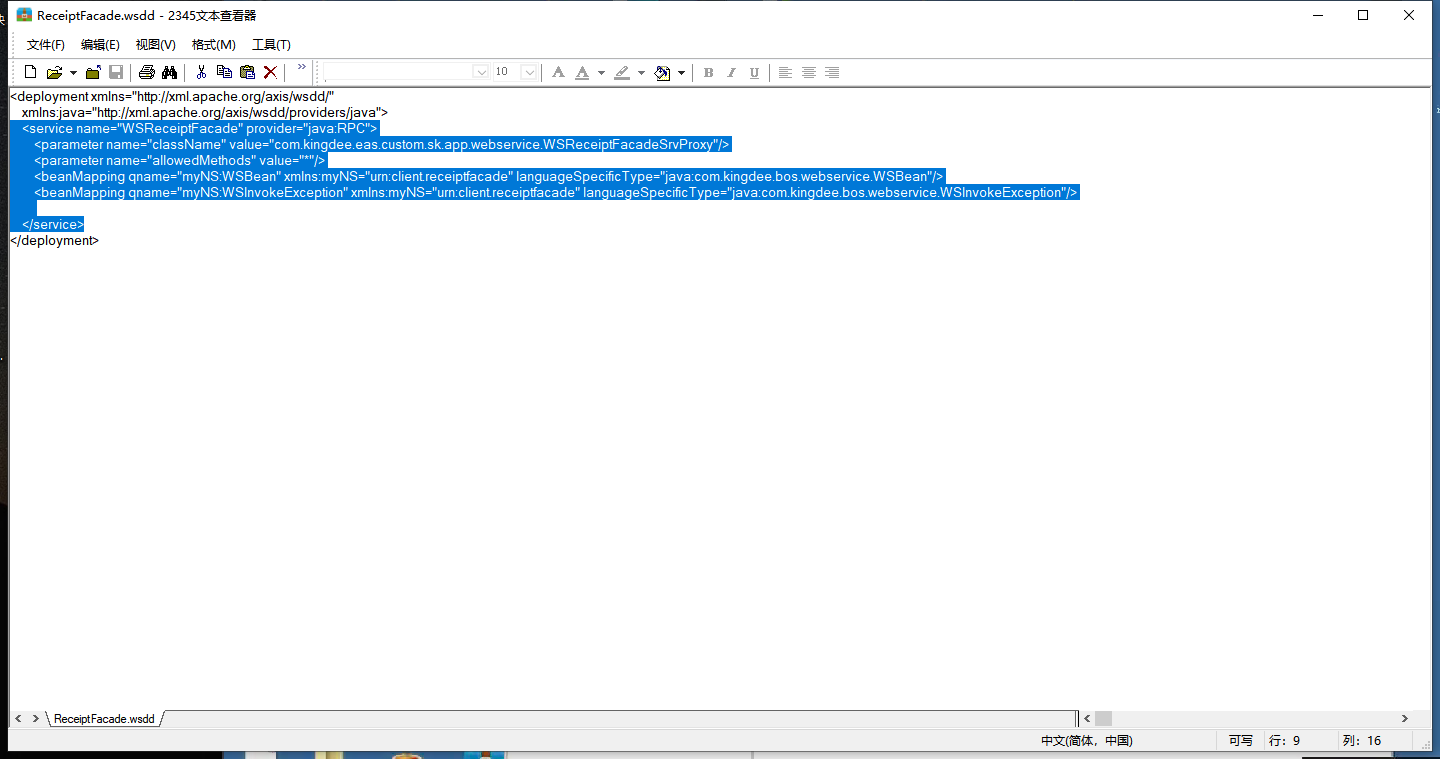 ReceiptFacade.wsdd - 2345文本查看器
文件(F) 编辑(E) 视图(V) 格式(M) 工具(T)
» 10 A A B I U
<deployment xmlns="http://xml.apache.org/axis/wsdd/"
xmlns:java="http://xml.apache.org/axis/wsdd/providers/java">
<service name="WSReceiptFacade" provider="java:RPC">
<parameter name="className" value="com.kingdee.eas.custom.sk.app.webservice.WSReceiptFacadeSrvProxy"/>
<parameter name="allowedMethods" value="*"/>
<beanMapping qname="myNS:WSBean" xmlns:myNS="urn:client.receiptfacade" languageSpecificType="java:com.kingdee.bos.webservice.WSBean"/>
<beanMapping qname="myNS:WSInvokeException" xmlns:myNS="urn:client.receiptfacade" languageSpecificType="java:com.kingdee.bos.webservice.WSInvokeException"/>
</service>
</deployment>
ReceiptFacade.wsdd
中文(简体，中国) 可写 行: 9 列: 16